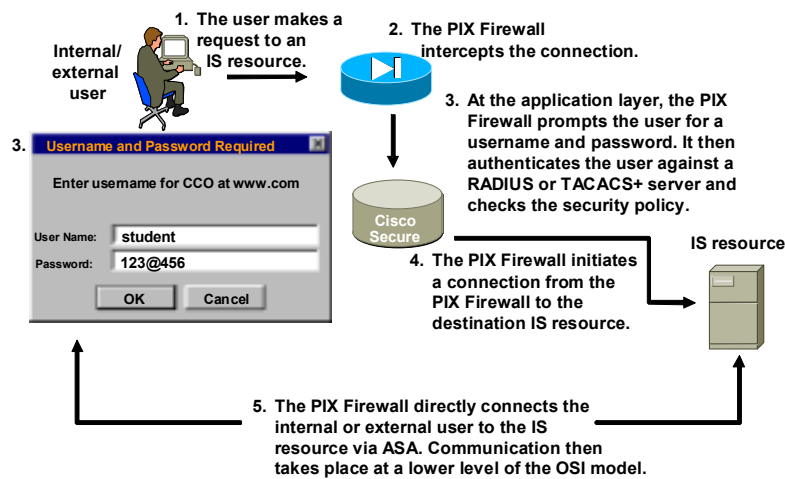 1. The user makes a
request to an
IS resource.
Internal/
external
user
2. The PIX Firewall
intercepts the connection.
3. At the application layer, the PIX
Firewall prompts the user for a
username and password. It then
authenticates the user against a
RADIUS or TACACS+ server and
checks the security policy.
3.
Username and Password Required
Enter username for CCO at www.com
User Name: student
Password: 123@456
OK Cancel
Cisco
Secure
IS resource
4. The PIX Firewall initiates
a connection from the
PIX Firewall to the
destination IS resource.
5. The PIX Firewall directly connects the
internal or external user to the IS
resource via ASA. Communication then
takes place at a lower level of the OSI model.